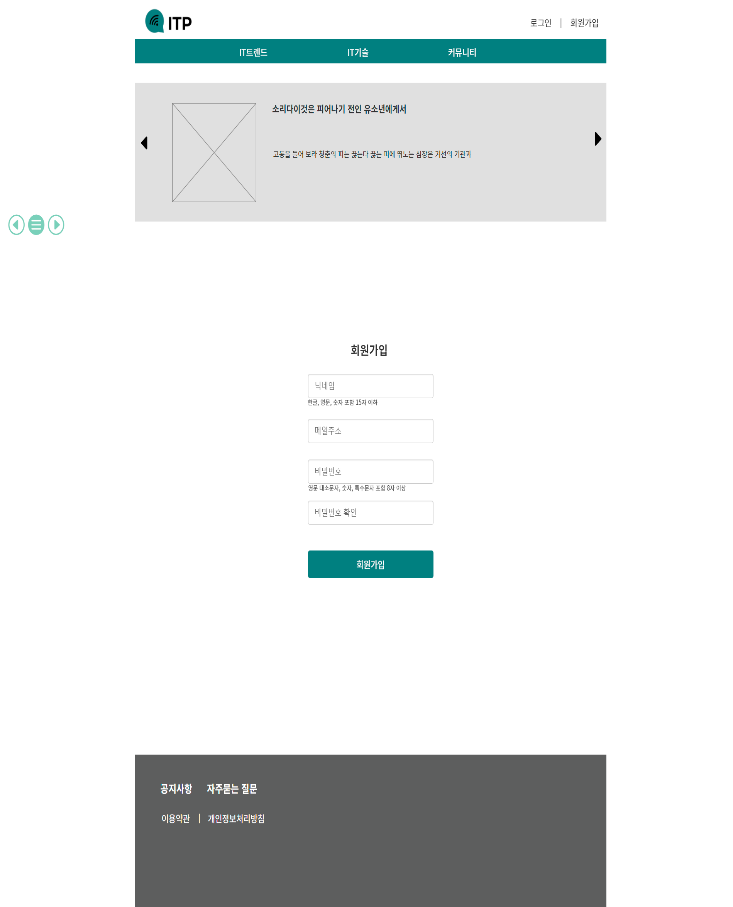 ITP
로그인 | 회원가입
IT트렌드 IT기술 커뮤니티
소리다이것은 피어나기 전인 유소년에게서
고동을 들어 보라 청춘의 피는 끓는다 끓는 피에 뛰노는 심장은 거선의 기관과
회원가입
닉네임
한글, 영문, 숫자 포함 15자 이하
메일주소
비밀번호
영문 대소문자, 숫자, 특수문자 포함 8자 이상
비밀번호 확인
회원가입
공지사항 자주묻는 질문
이용약관 | 개인정보처리방침